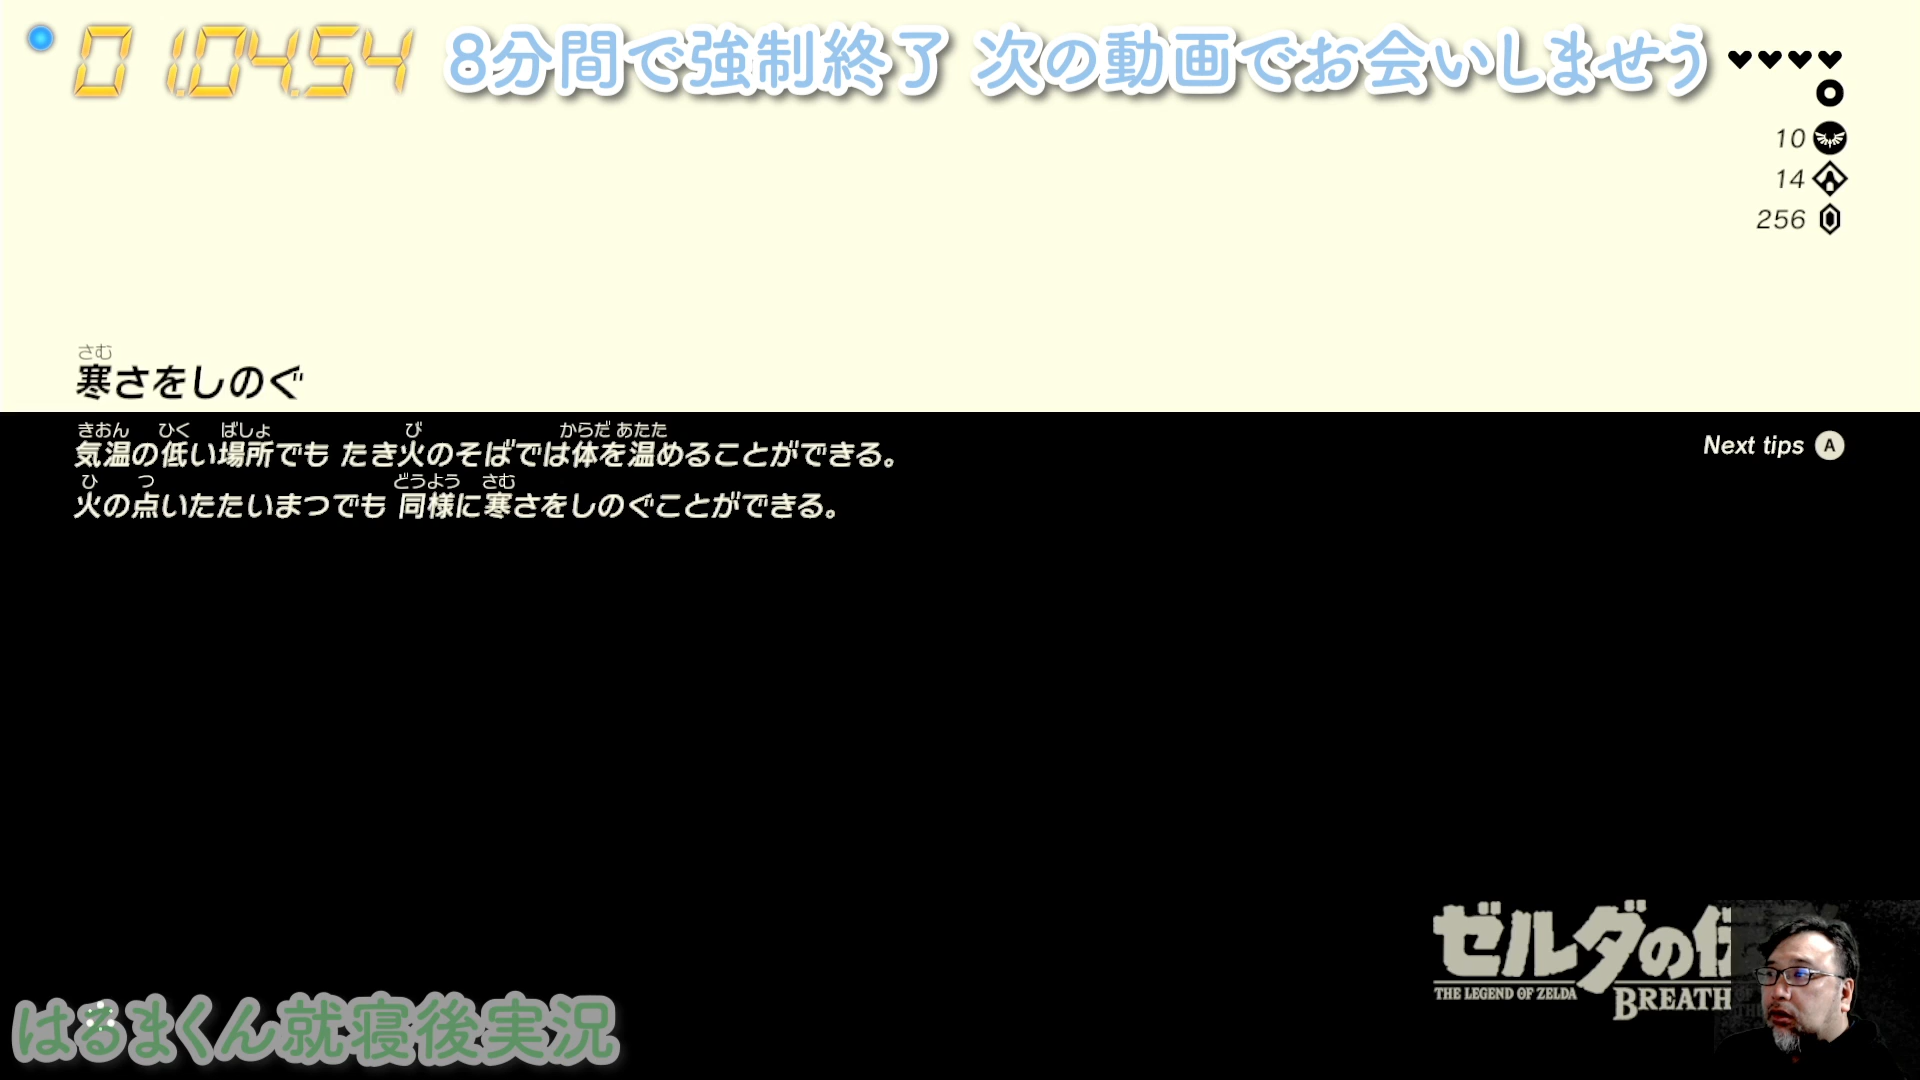 01.04.54 8分間で強制終了 次の動画でお会いしませう
10
14
256
さむ
寒さをしのぐ
きおん ひく ばしょ び からだ あたた
気温の低い場所でも たき火のそばでは体を温めることができる。
Next tips A
ひ つ どうよう さむ
火の点いたたいまつでも 同様に寒さをしのぐことができる。
ゼルダの伝
THE LEGEND OF ZELDA BREATH
はるまくん就寝後実況